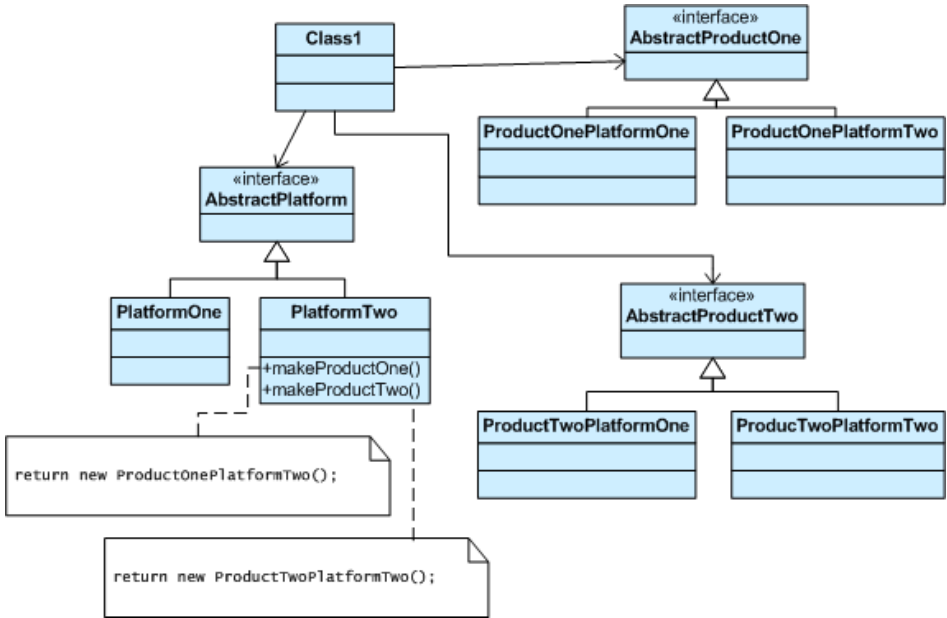 Class1
«interface»
AbstractProductOne
ProductOnePlatformOne
ProductOnePlatformTwo
«interface»
AbstractPlatform
PlatformOne
PlatformTwo
+makeProductOne()
+makeProductTwo()
«interface»
AbstractProductTwo
ProductTwoPlatformOne
ProducTwoPlatformTwo
return new ProductOnePlatformTwo();
return new ProductTwoPlatformTwo();